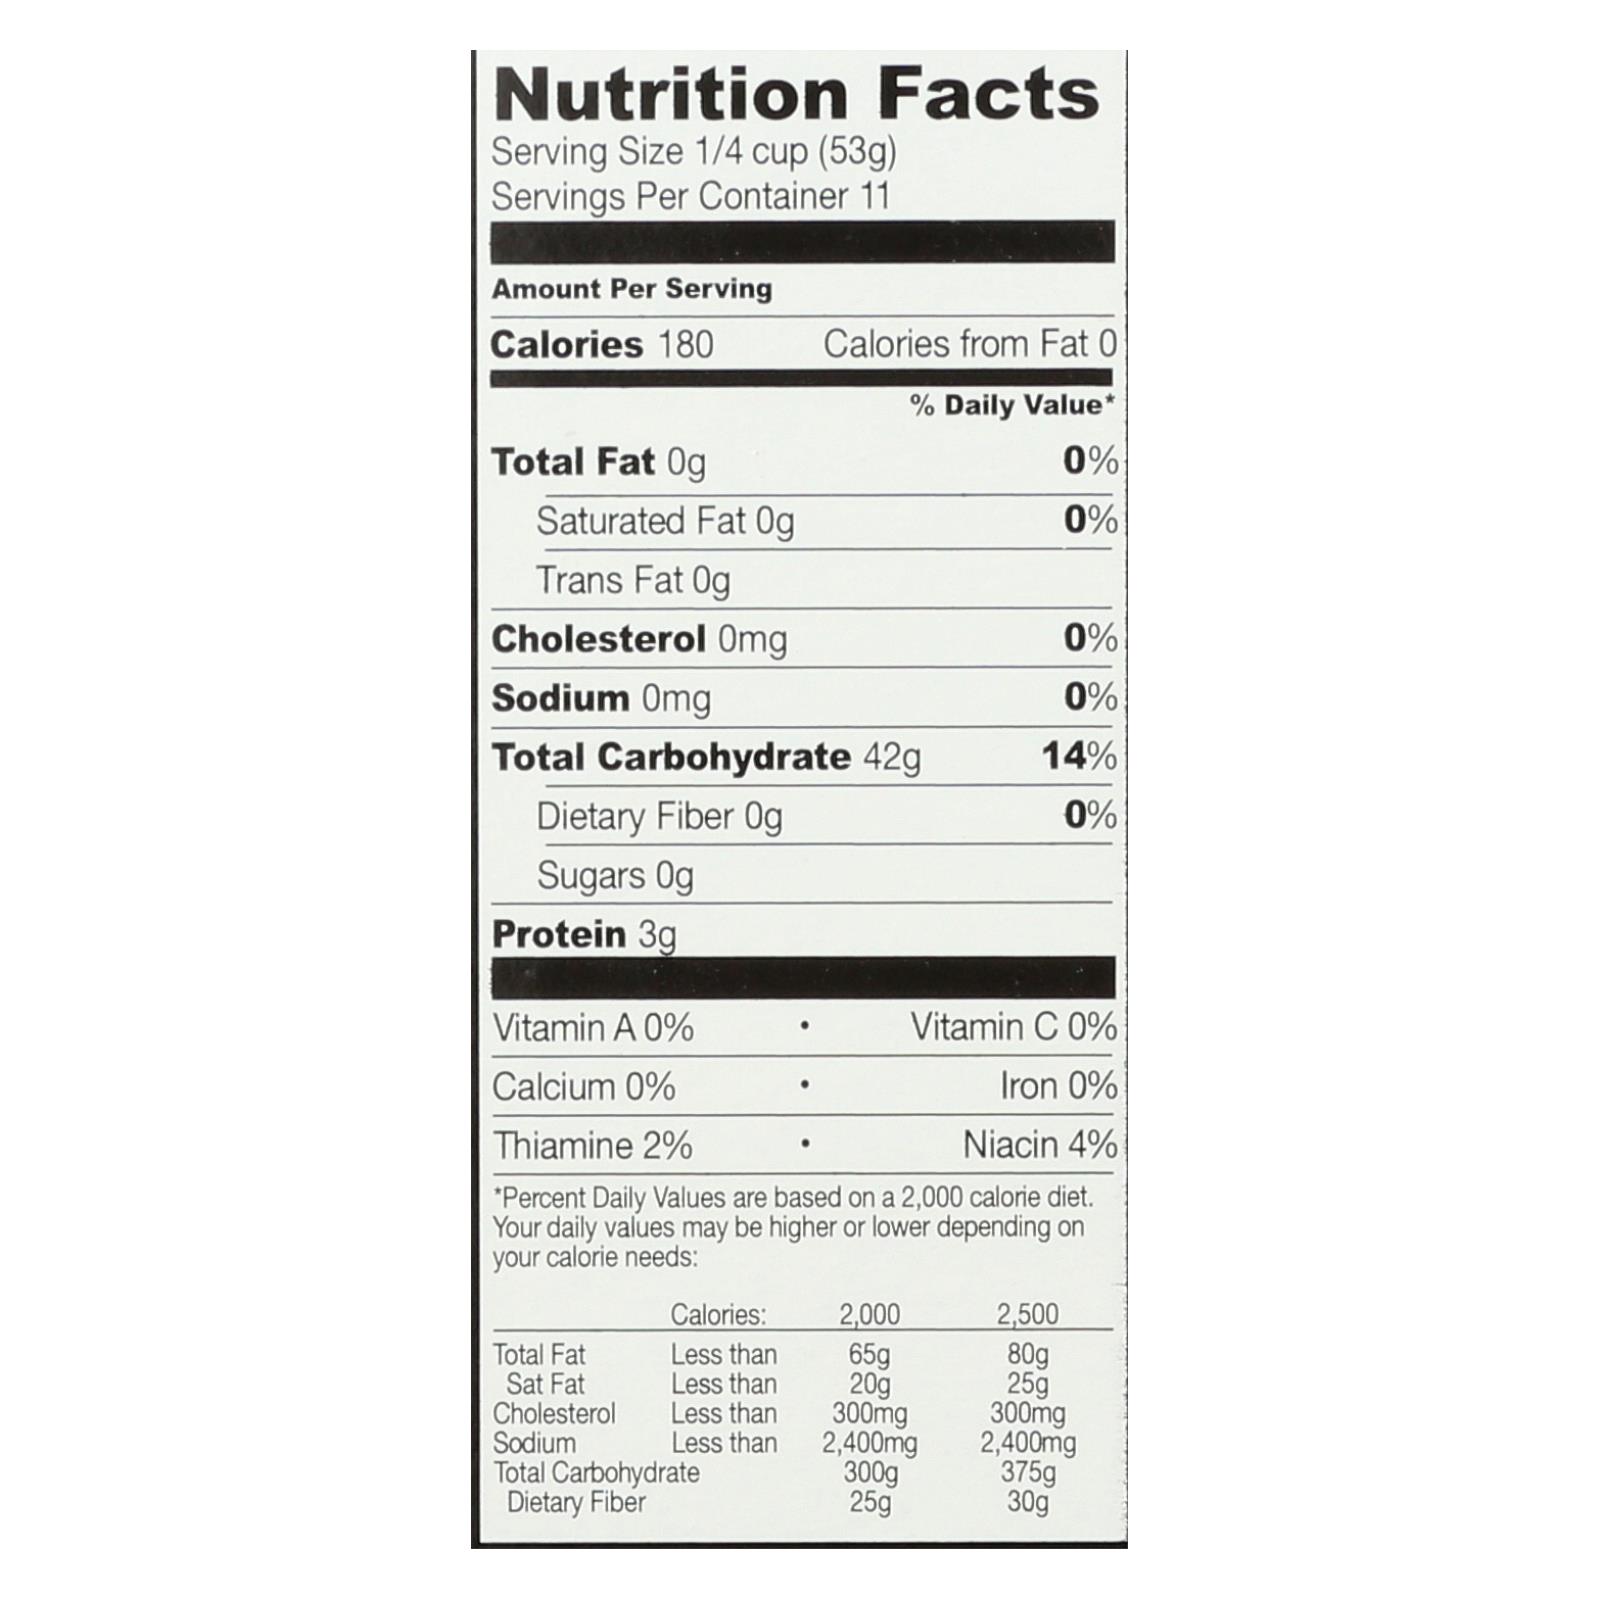 Nutrition Facts
Serving Size 1/4 cup (53g)
Servings Per Container 11
Amount Per Serving
Calories 180 Calories from Fat 0
% Daily Value*
Total Fat 0g 0%
Saturated Fat 0g 0%
Trans Fat 0g
Cholesterol 0mg 0%
Sodium 0mg 0%
Total Carbohydrate 42g 14%
Dietary Fiber 0g 0%
Sugars 0g
Protein 3g
Vitamin A 0% • Vitamin C 0%
Calcium 0% • Iron 0%
Thiamine 2% • Niacin 4%
*Percent Daily Values are based on a 2,000 calorie diet.
Your daily values may be higher or lower depending on
your calorie needs:
Calories: 2,000 2,500
Total Fat Less than 65g 80g
Sat Fat Less than 20g 25g
Cholesterol Less than 300mg 300mg
Sodium Less than 2,400mg 2,400mg
Total Carbohydrate 300g 375g
Dietary Fiber 25g 30g